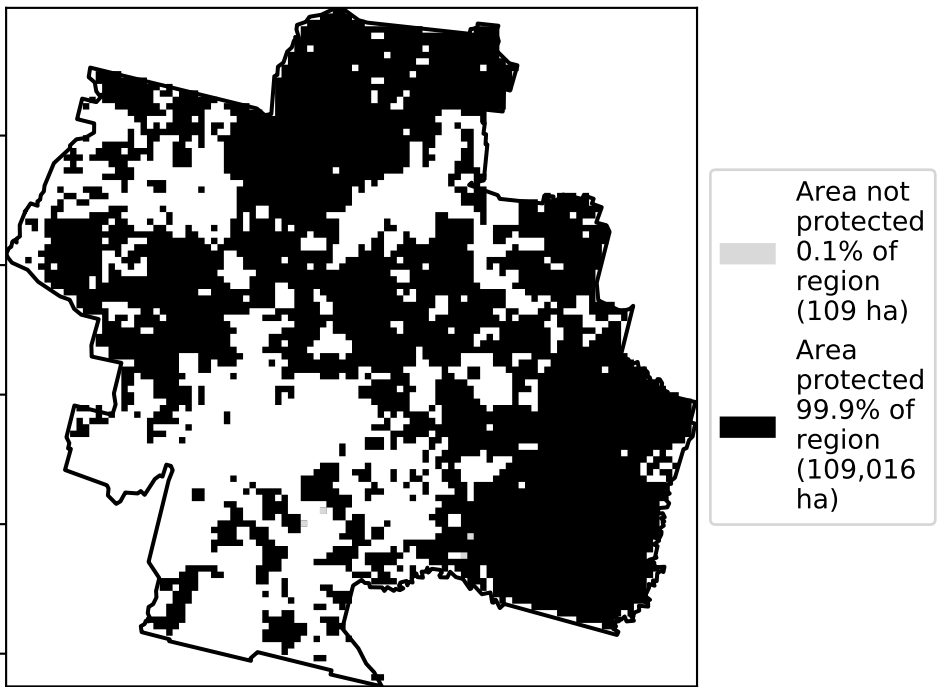 Area not
protected
0.1% of
region
(109 ha)
Area
protected
99.9% of
region
(109,016
ha)